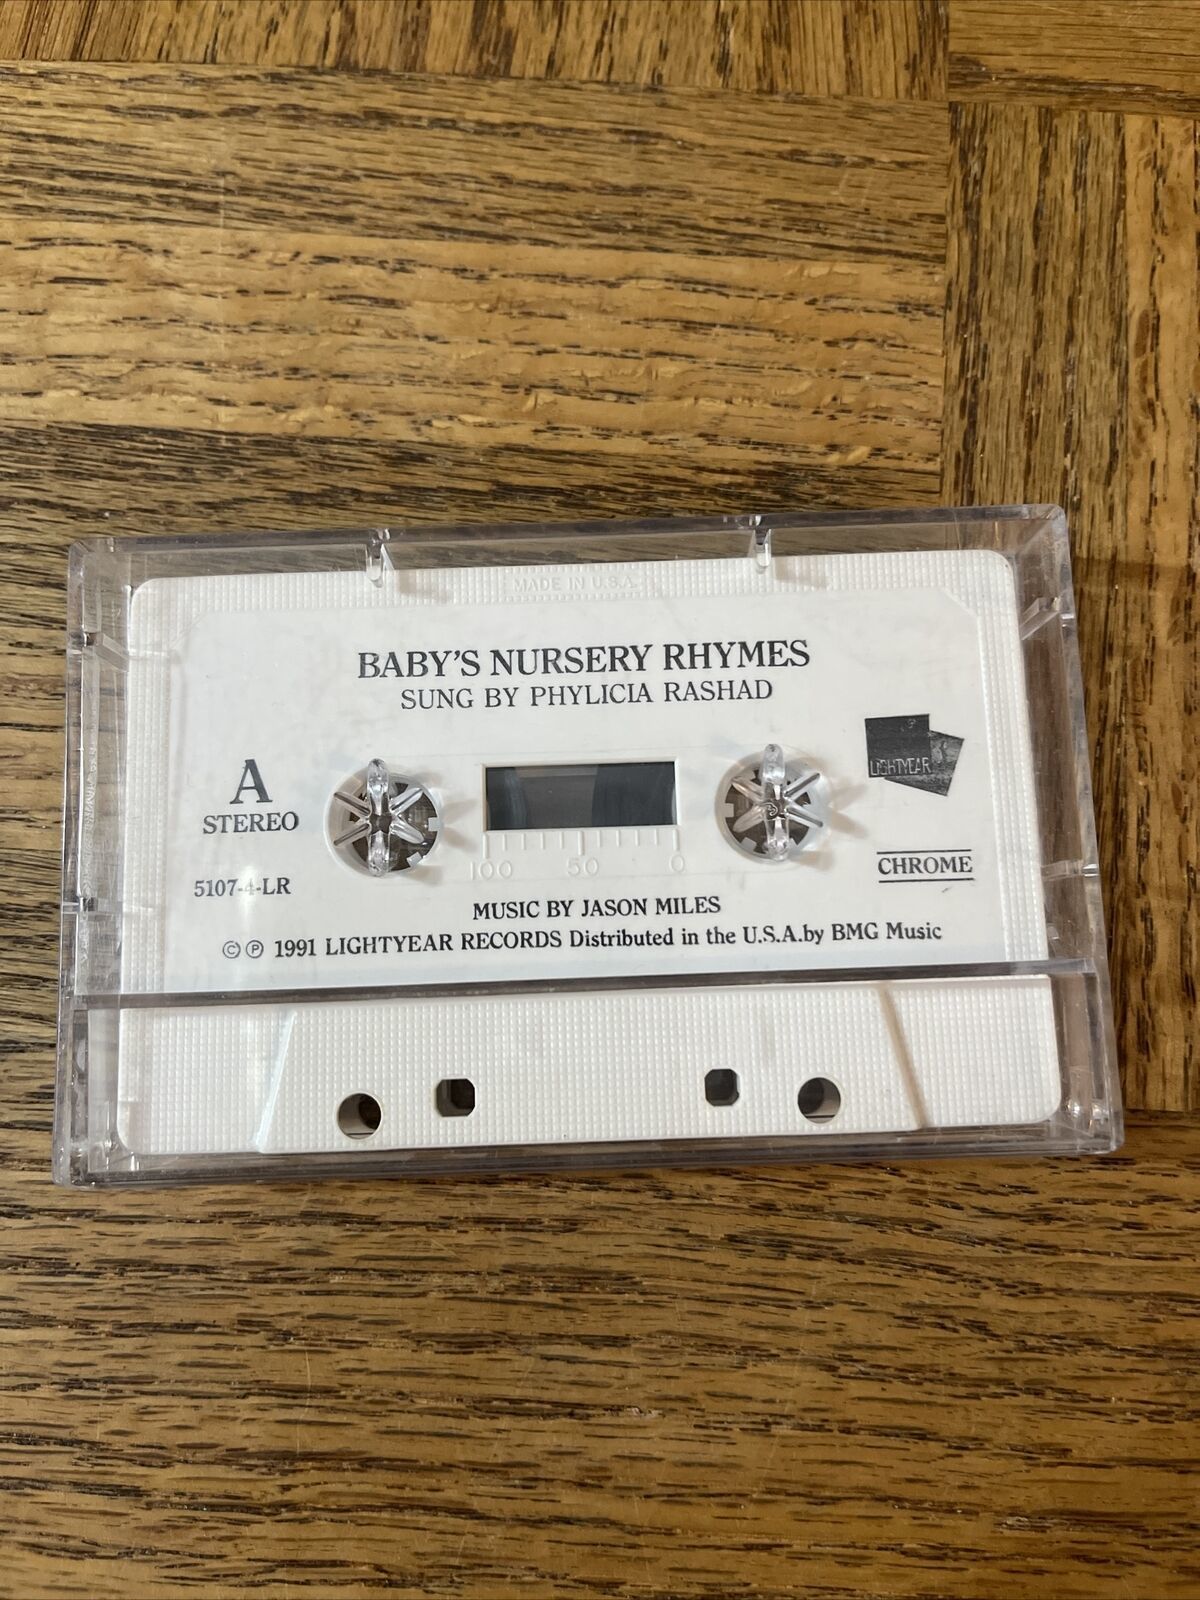 MADE IN U.S.A.
BABY'S NURSERY RHYMES
SUNG BY PHYLICIA RASHAD
LIGHTYEAR
A
STEREO
5107-4-LR
100 50 0
CHROME
MUSIC BY JASON MILES
© ℗ 1991 LIGHTYEAR RECORDS Distributed in the U.S.A.by BMG Music